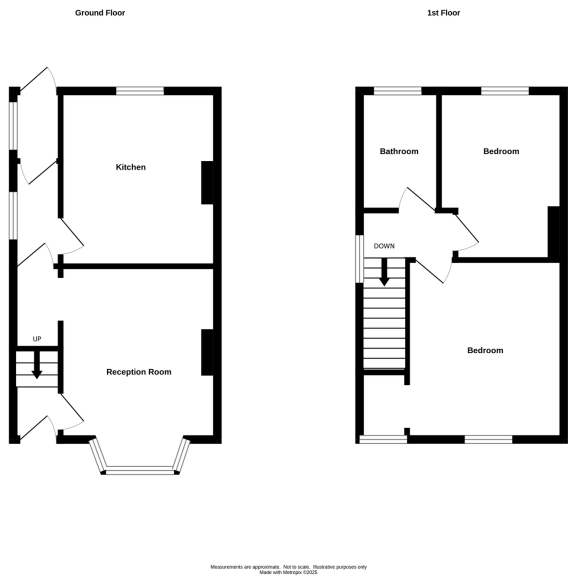 Ground Floor
1st Floor
Kitchen
Bathroom
Bedroom
DOWN
UP
Reception Room
Bedroom
Measurements are approximate. Not to scale. Illustrative purposes only
Made with Metropix ©2025